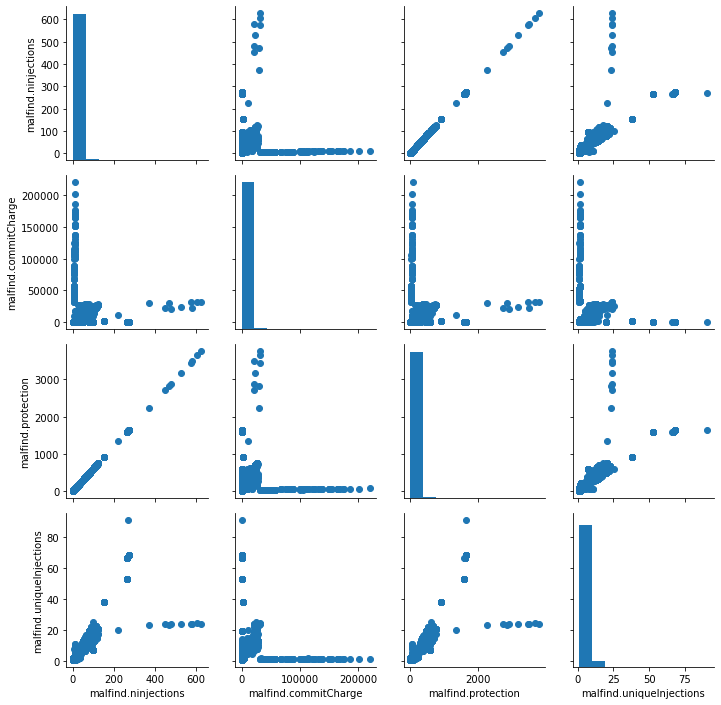 600
500
400
300
200
100
0
malfind.ninjections
200000
150000
100000
50000
0
malfind.commitCharge
3000
2000
1000
0
malfind.protection
80
60
40
20
0
malfind.uniqueInjections
0 200 400 600
malfind.ninjections
0 100000 200000
malfind.commitCharge
0 2000
malfind.protection
0 25 50 75
malfind.uniqueInjections